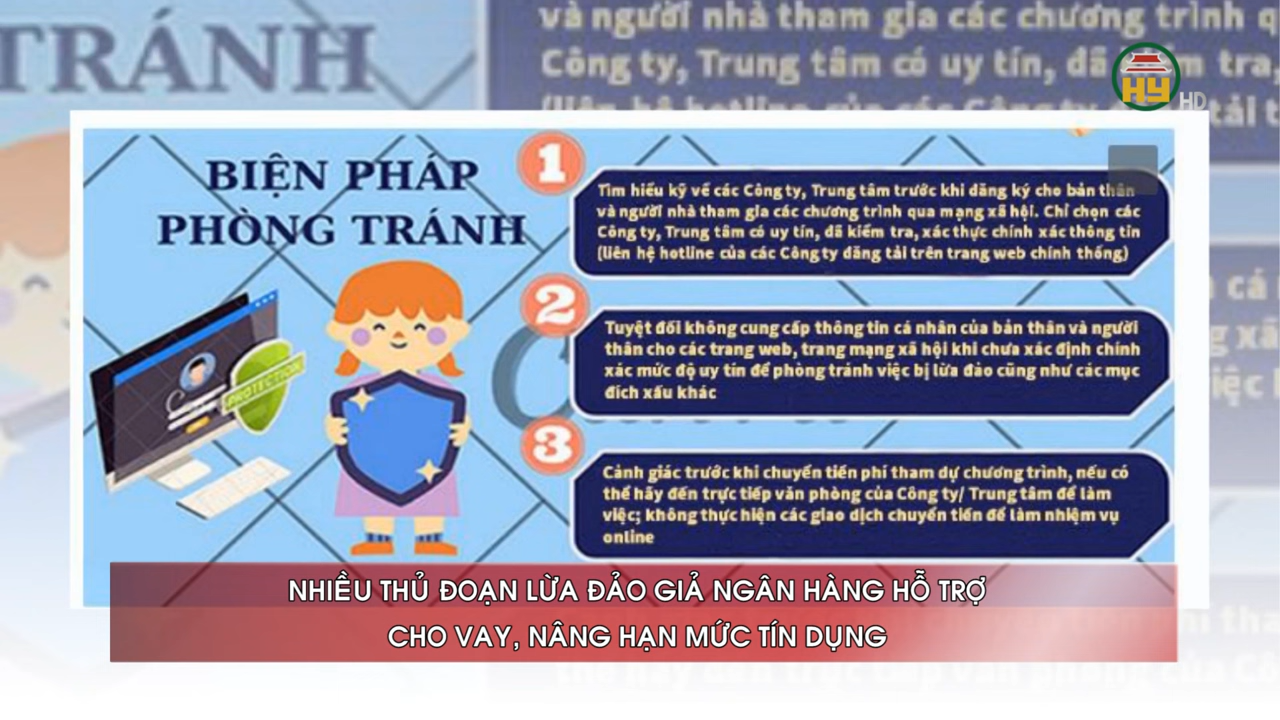 TRÁNH
và người nhà tham gia các chương trình q
Công ty, Trung tâm có uy tín, đã tra,
HY
HD
BIỆN PHÁP
PHÒNG TRÁNH
1
Tìm hiểu kỹ về các Công ty, Trung tâm trước khi đăng ký cho bản thân
và người nhà tham gia các chương trình qua mạng xã hội. Chỉ chọn các
Công ty, Trung tâm có uy tín, đã kiểm tra, xác thực chính xác thông tin
(liên hệ hotline của các Công ty đăng tải trên trang web chính thống)
2
Tuyệt đối không cung cấp thông tin cá nhân của bản thân và người
thân cho các trang web, trang mạng xã hội khi chưa xác định chính
xác mức độ uy tín để phòng tránh việc bị lừa đảo cũng như các mục
đích xấu khác
PROTECTION
3
Cảnh giác trước khi chuyển tiền phí tham dự chương trình, nếu có
thể hãy đến trực tiếp văn phòng của Công ty/ Trung tâm để làm
việc; không thực hiện các giao dịch chuyển tiền để làm nhiệm vụ
online
NHIỀU THỦ ĐOẠN LỪA ĐẢO GIẢ NGÂN HÀNG HỖ TRỢ
CHO VAY, NÂNG HẠN MỨC TÍN DỤNG